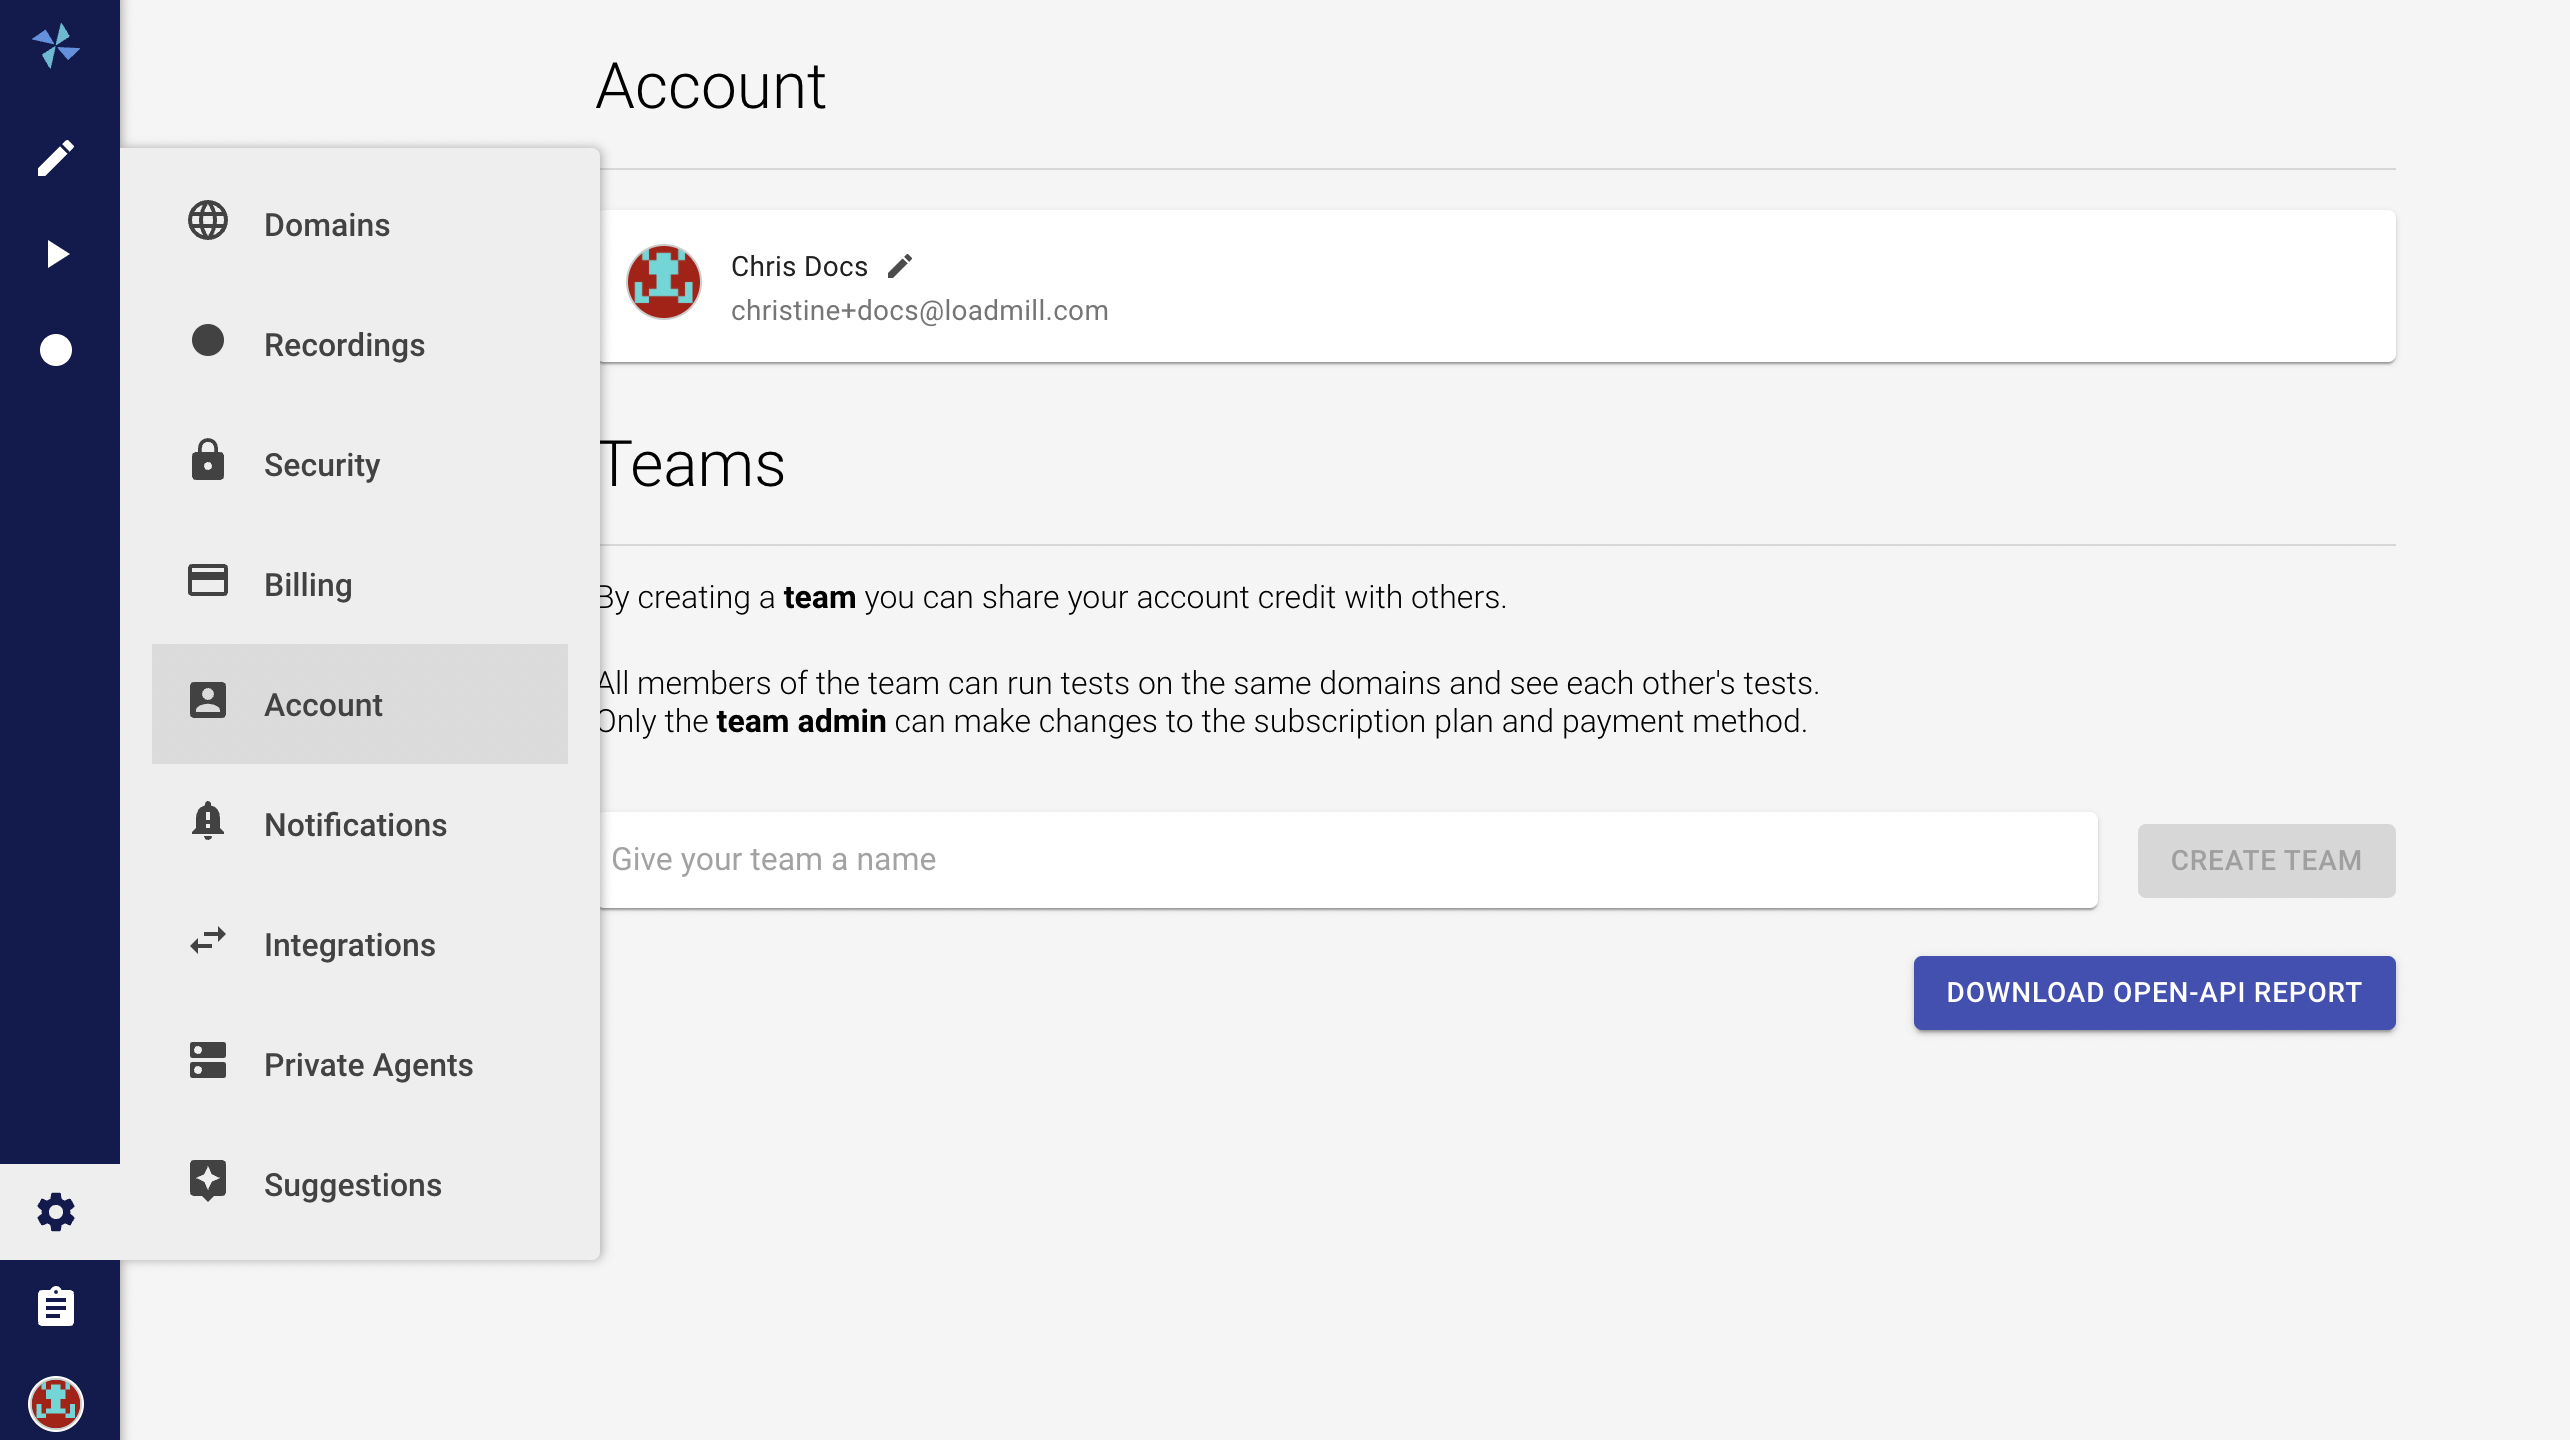 Account
Domains
Recordings
Security
Billing
Account
Notifications
Integrations
Private Agents
Suggestions
Chris Docs
christine+docs@loadmill.com
Teams
By creating a team you can share your account credit with others.
All members of the team can run tests on the same domains and see each other's tests.
Only the team admin can make changes to the subscription plan and payment method.
Give your team a name
CREATE TEAM
DOWNLOAD OPEN-API REPORT